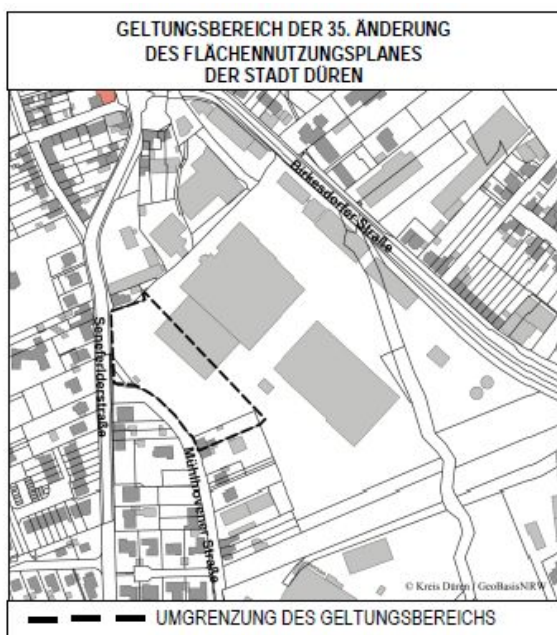 GELTUNGSBEREICH DER 35. ÄNDERUNG
DES FLÄCHENNUTZUNGSPLANES
DER STADT DÜREN
Birkesdorfer Straße
Senefelderstraße
Mühlhovener Straße
© Kreis Düren / GeoBasisNRW
UMGRENZUNG DES GELTUNGSBEREICHS